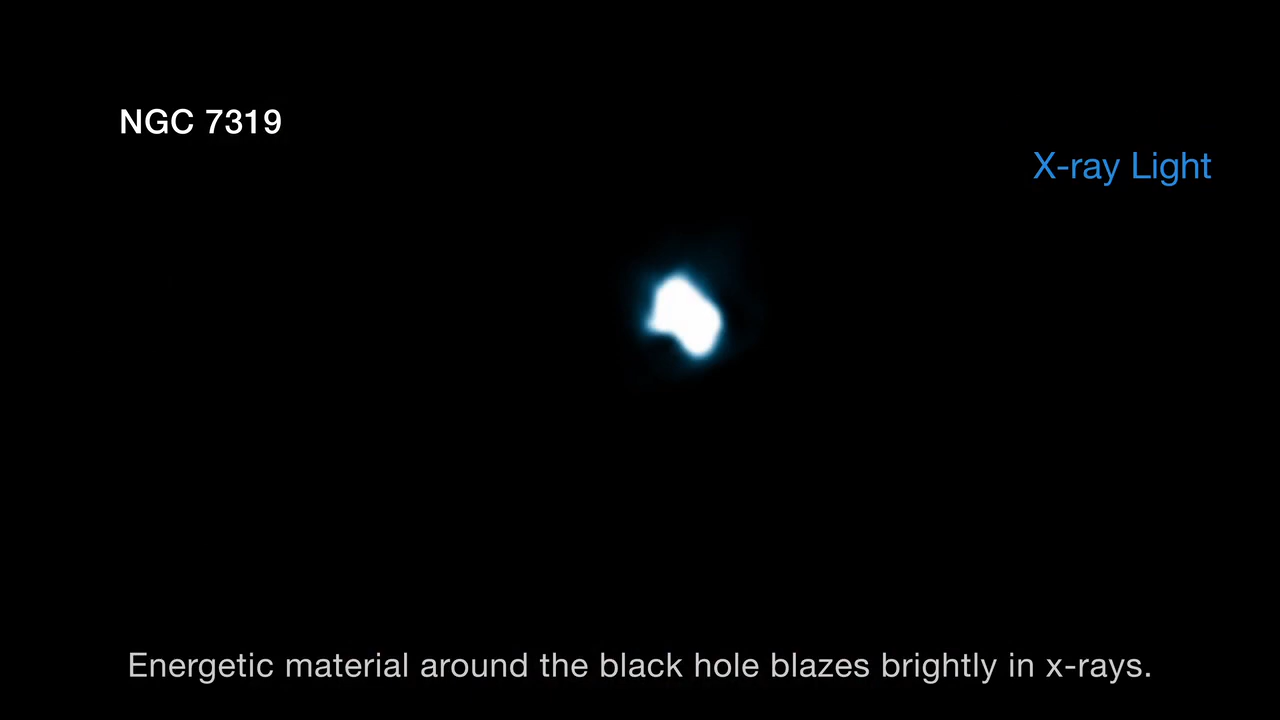 NGC 7319
X-ray Light
Energetic material around the black hole blazes brightly in x-rays.